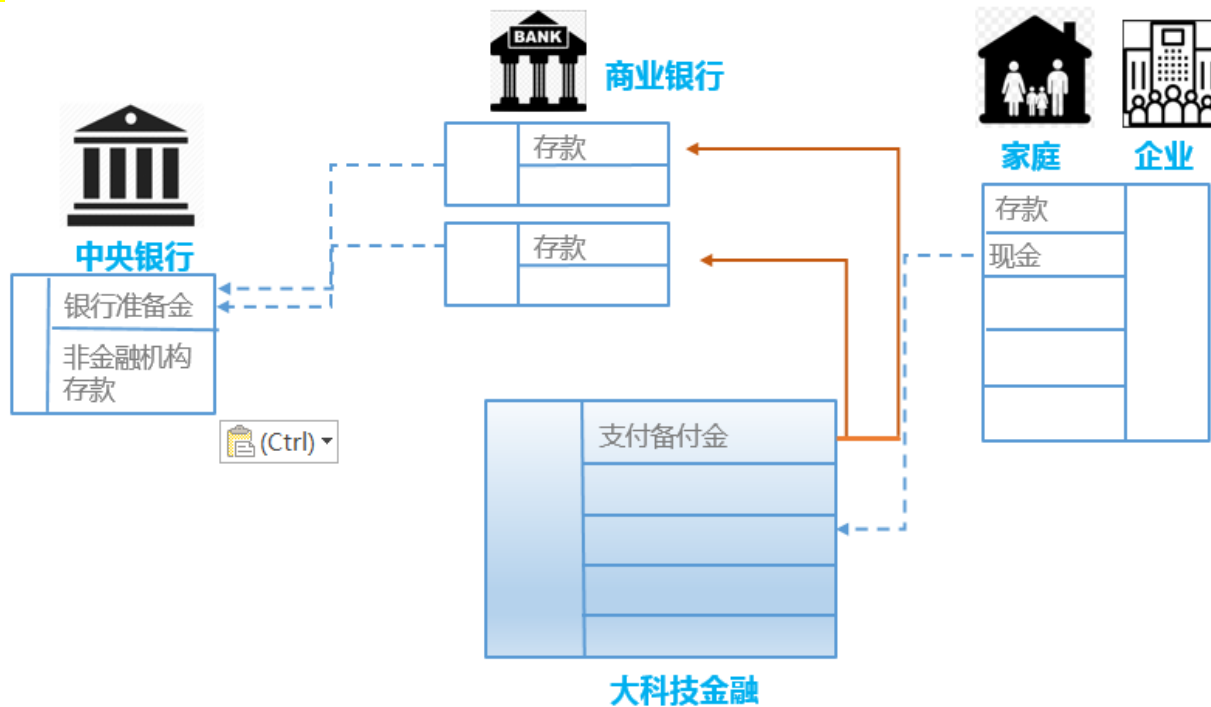 BANK
商业银行
家庭
企业
中央银行
存款
存款
银行准备金
非金融机构
存款
存款
现金
(Ctrl)
支付备付金
大科技金融